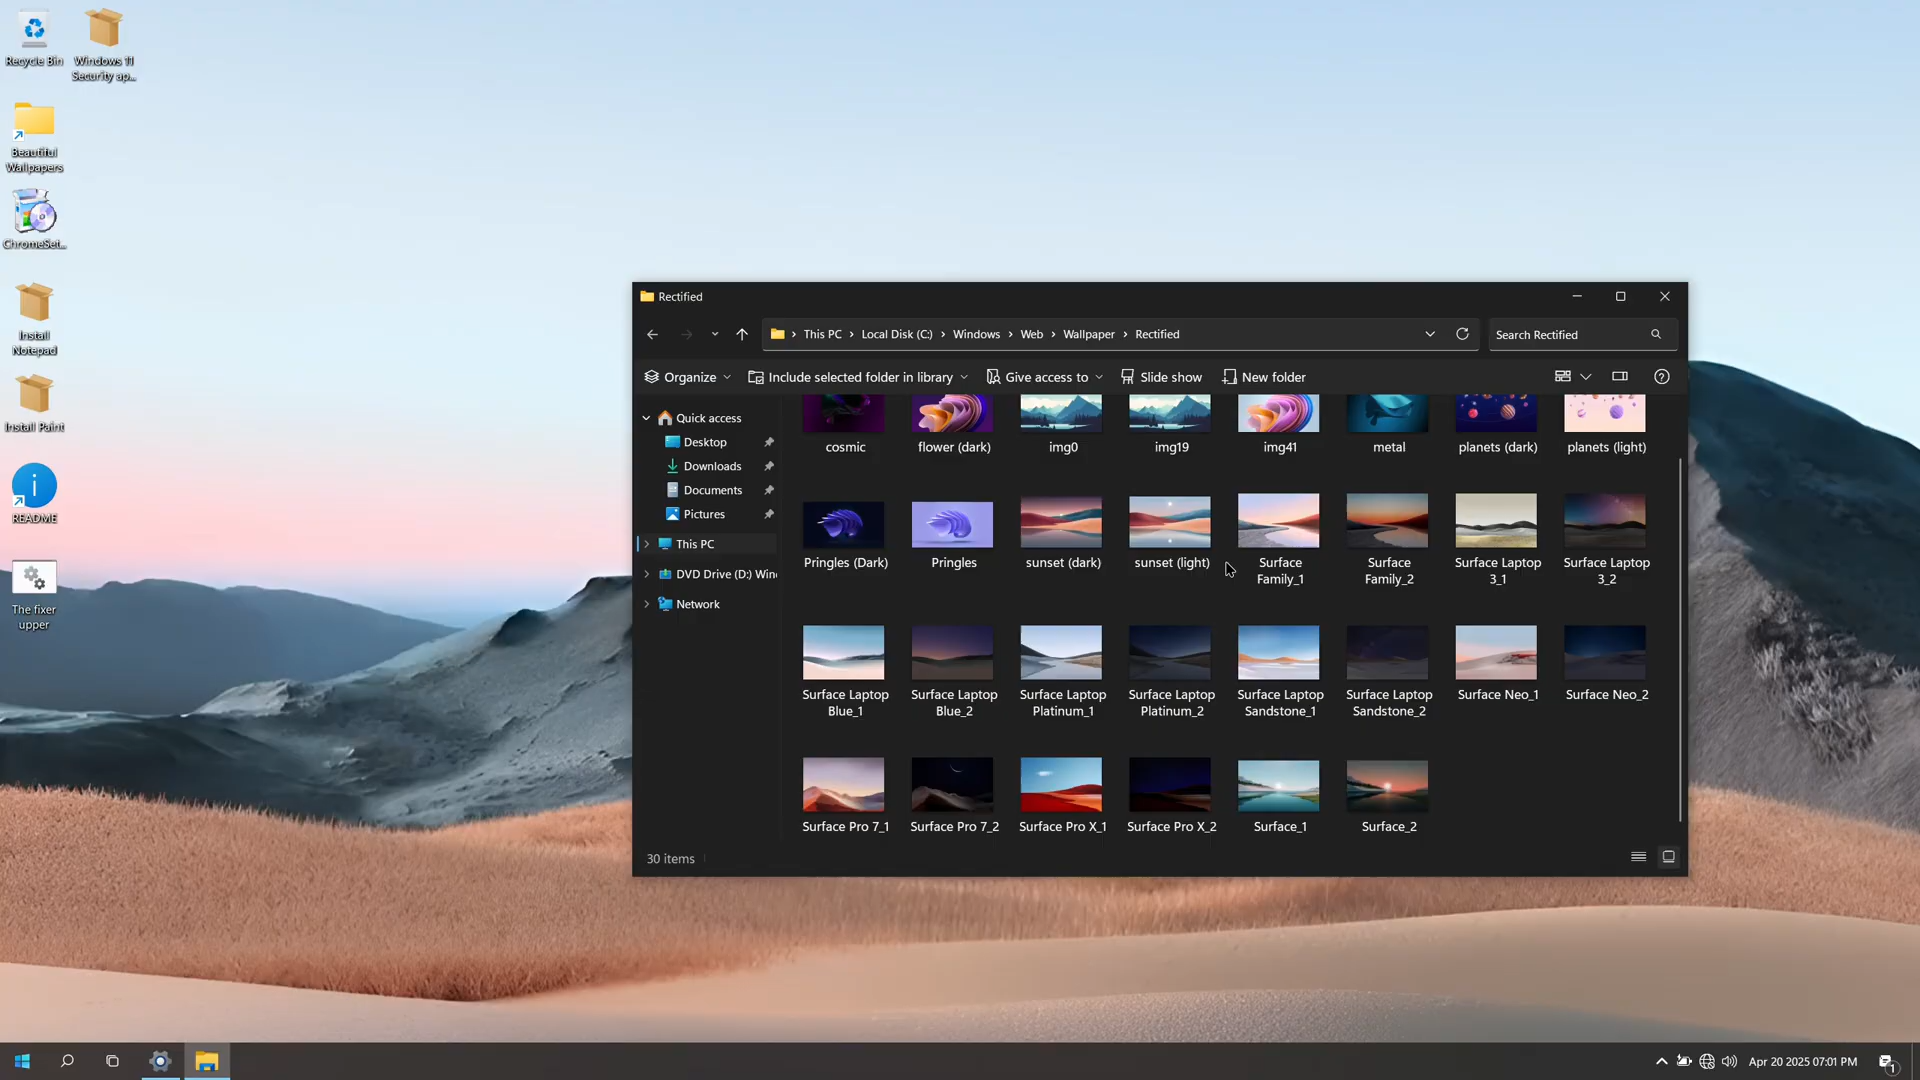 Recycle Bin
Windows 11
Security ap...
Beautiful
Wallpapers
ChromeSet...
Install
Notepad
Install Paint
README
The fixer
upper
Rectified
This PC > Local Disk (C:) > Windows > Web > Wallpaper > Rectified
Search Rectified
Organize Include selected folder in library Give access to Slide show New folder
Quick access
Desktop
Downloads
Documents
Pictures
This PC
DVD Drive (D:) Win
Network
cosmic flower (dark) img0 img19 img41 metal planets (dark) planets (light)
Pringles (Dark) Pringles sunset (dark) sunset (light) Surface Surface Surface Laptop Surface Laptop
Family_1 Family_2 3_1 3_2
Surface Laptop Surface Laptop Surface Laptop Surface Laptop Surface Laptop Surface Laptop Surface Neo_1 Surface Neo_2
Blue_1 Blue_2 Platinum_1 Platinum_2 Sandstone_1 Sandstone_2
Surface Pro 7_1 Surface Pro 7_2 Surface Pro X_1 Surface Pro X_2 Surface_1 Surface_2
30 items
Apr 20 2025 07:01 PM
1